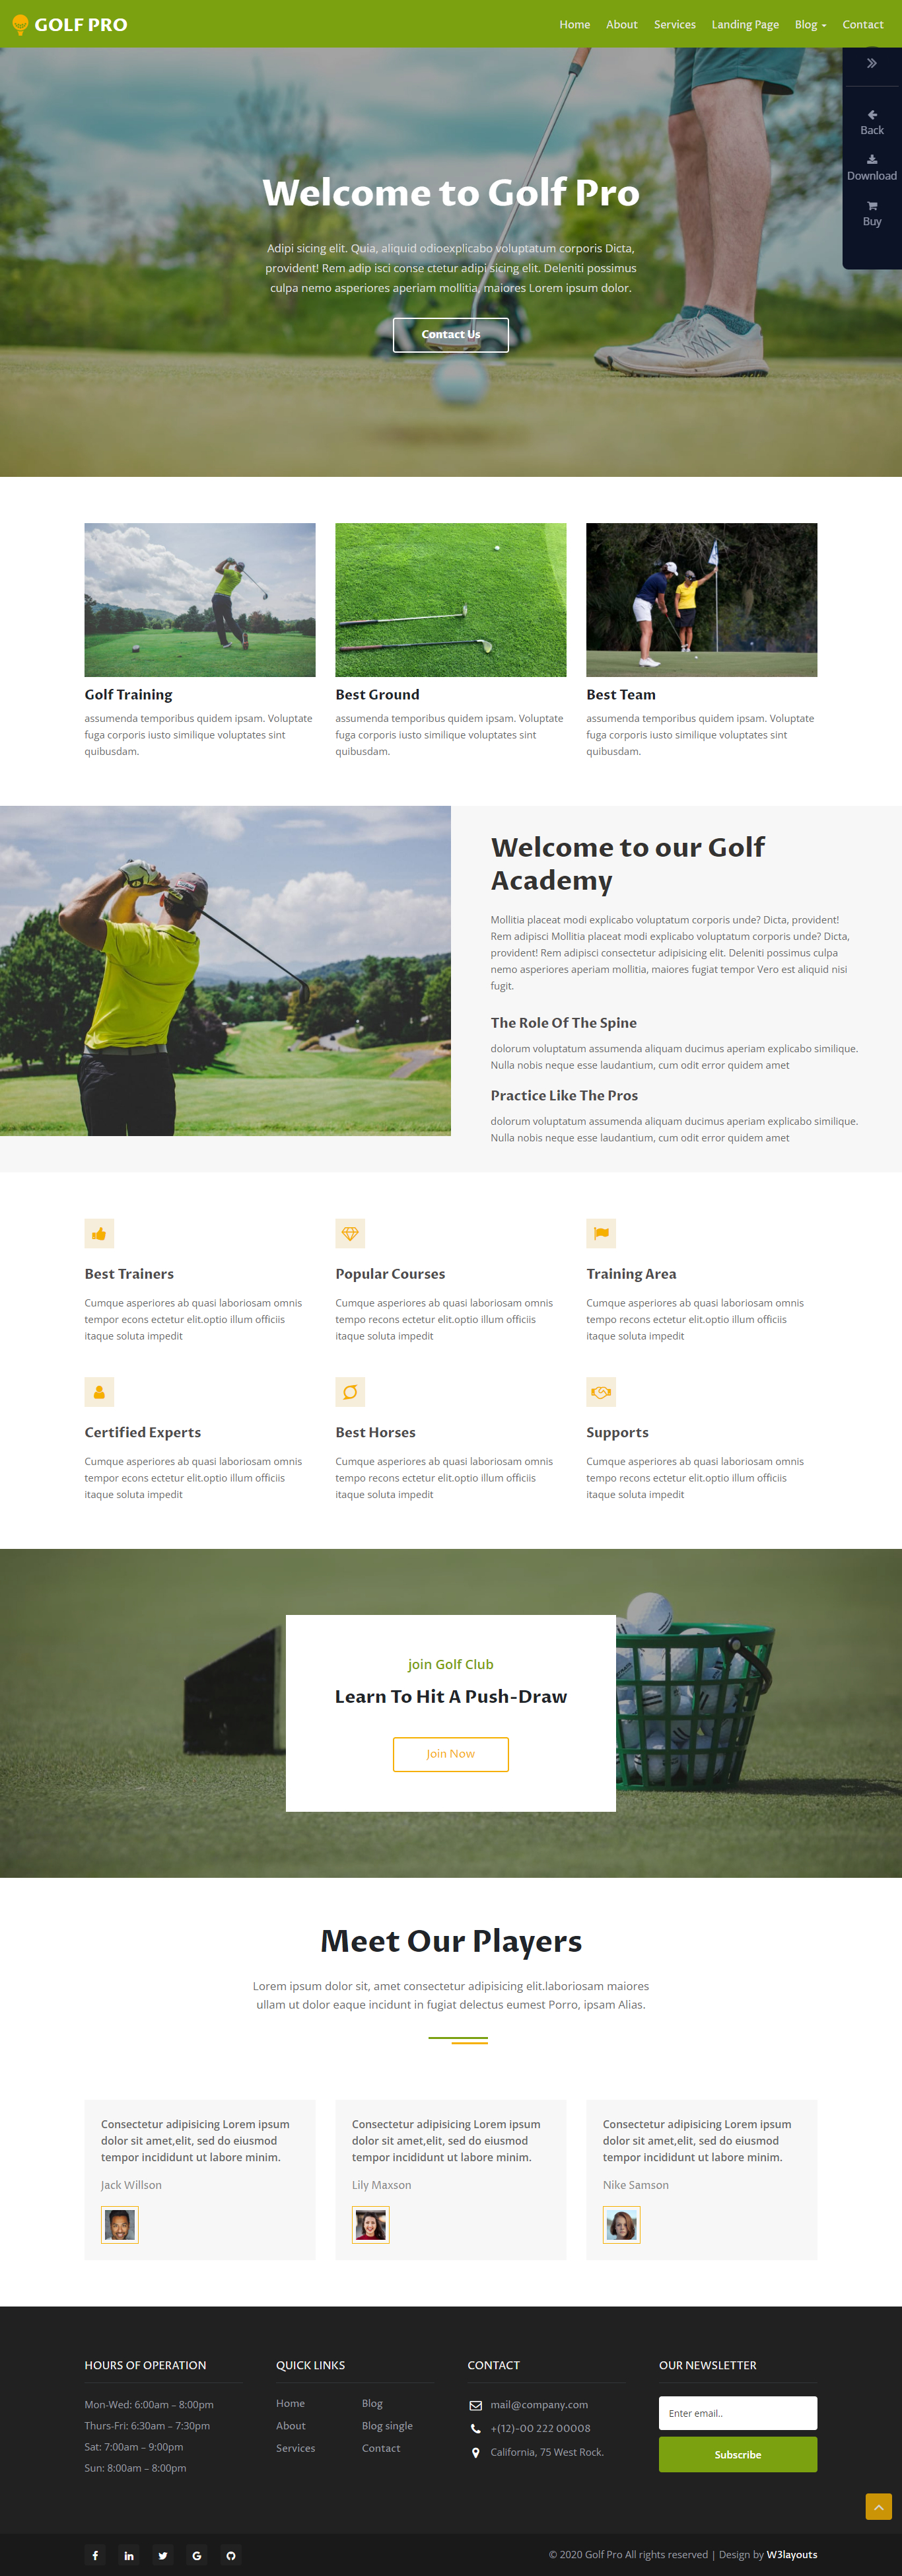 GOLF PRO
Home About Services Landing Page Blog Contact
Back
Download
Buy
Welcome to Golf Pro
Adipi sicing elit. Quia, aliquid odioexplicabo voluptatum corporis Dicta,
provident! Rem adip isci conse ctetur adipi sicing elit. Deleniti possimus
culpa nemo asperiores aperiam mollitia, maiores Lorem ipsum dolor.
Contact Us
Golf Training
assumenda temporibus quidem ipsam. Voluptate
fuga corporis iusto similique voluptates sint
quibusdam.
Best Ground
assumenda temporibus quidem ipsam. Voluptate
fuga corporis iusto similique voluptates sint
quibusdam.
Best Team
assumenda temporibus quidem ipsam. Voluptate
fuga corporis iusto similique voluptates sint
quibusdam.
Welcome to our Golf
Academy
Mollitia placeat modi explicabo voluptatum corporis unde? Dicta, provident!
Rem adipisci Mollitia placeat modi explicabo voluptatum corporis unde? Dicta,
provident! Rem adipisci consectetur adipisicing elit. Deleniti possimus culpa
nemo asperiores aperiam mollitia, maiores fugiat tempor Vero est aliquid nisi
fugit.
The Role Of The Spine
dolorum voluptatum assumenda aliquam ducimus aperiam explicabo similique.
Nulla nobis neque esse laudantium, cum odit error quidem amet
Practice Like The Pros
dolorum voluptatum assumenda aliquam ducimus aperiam explicabo similique.
Nulla nobis neque esse laudantium, cum odit error quidem amet
Best Trainers
Cumque asperiores ab quasi laboriosam omnis
tempor econs ectetur elit.optio illum officiis
itaque soluta impedit
Popular Courses
Cumque asperiores ab quasi laboriosam omnis
tempo recons ectetur elit.optio illum officiis
itaque soluta impedit
Training Area
Cumque asperiores ab quasi laboriosam omnis
tempo recons ectetur elit.optio illum officiis
itaque soluta impedit
Certified Experts
Cumque asperiores ab quasi laboriosam omnis
tempor econs ectetur elit.optio illum officiis
itaque soluta impedit
Best Horses
Cumque asperiores ab quasi laboriosam omnis
tempo recons ectetur elit.optio illum officiis
itaque soluta impedit
Supports
Cumque asperiores ab quasi laboriosam omnis
tempo recons ectetur elit.optio illum officiis
itaque soluta impedit
join Golf Club
Learn To Hit A Push-Draw
Join Now
Meet Our Players
Lorem ipsum dolor sit, amet consectetur adipisicing elit.laboriosam maiores
ullam ut dolor eaque incidunt in fugiat delectus eumest Porro, ipsam Alias.
Consectetur adipisicing Lorem ipsum
dolor sit amet,elit, sed do eiusmod
tempor incididunt ut labore minim.
Jack Willson
Consectetur adipisicing Lorem ipsum
dolor sit amet,elit, sed do eiusmod
tempor incididunt ut labore minim.
Lily Maxson
Consectetur adipisicing Lorem ipsum
dolor sit amet,elit, sed do eiusmod
tempor incididunt ut labore minim.
Nike Samson
HOURS OF OPERATION
Mon-Wed: 6:00am – 8:00pm
Thurs-Fri: 6:30am – 7:30pm
Sat: 7:00am – 9:00pm
Sun: 8:00am – 8:00pm
QUICK LINKS
Home Blog
About Blog single
Services Contact
CONTACT
mail@company.com
+(12)-00 222 00008
California, 75 West Rock.
OUR NEWSLETTER
Enter email..
Subscribe
© 2020 Golf Pro All rights reserved | Design by W3layouts